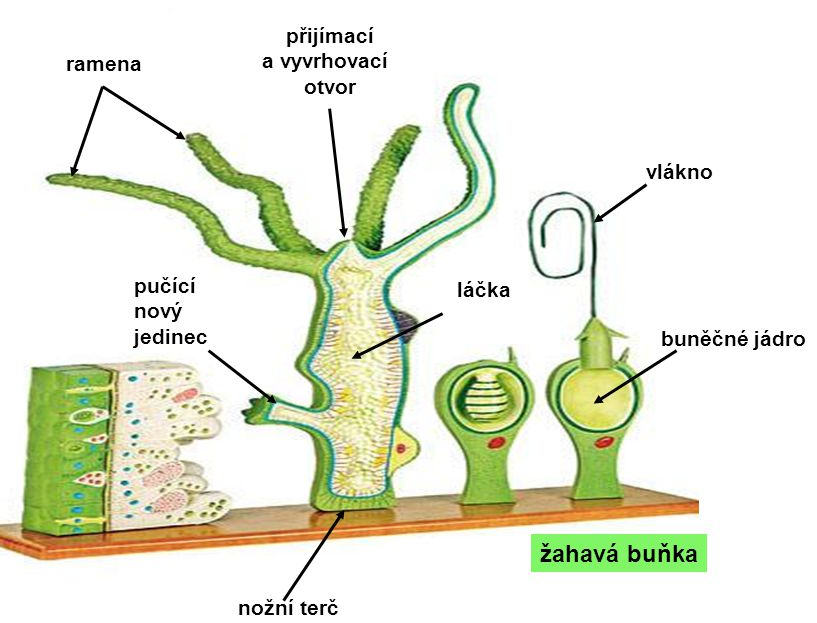 přijímací
a vyvrhovací
otvor
ramena
vlákno
pučící
nový
jedinec
láčka
buněčné jádro
žahavá buňka
nožní terč